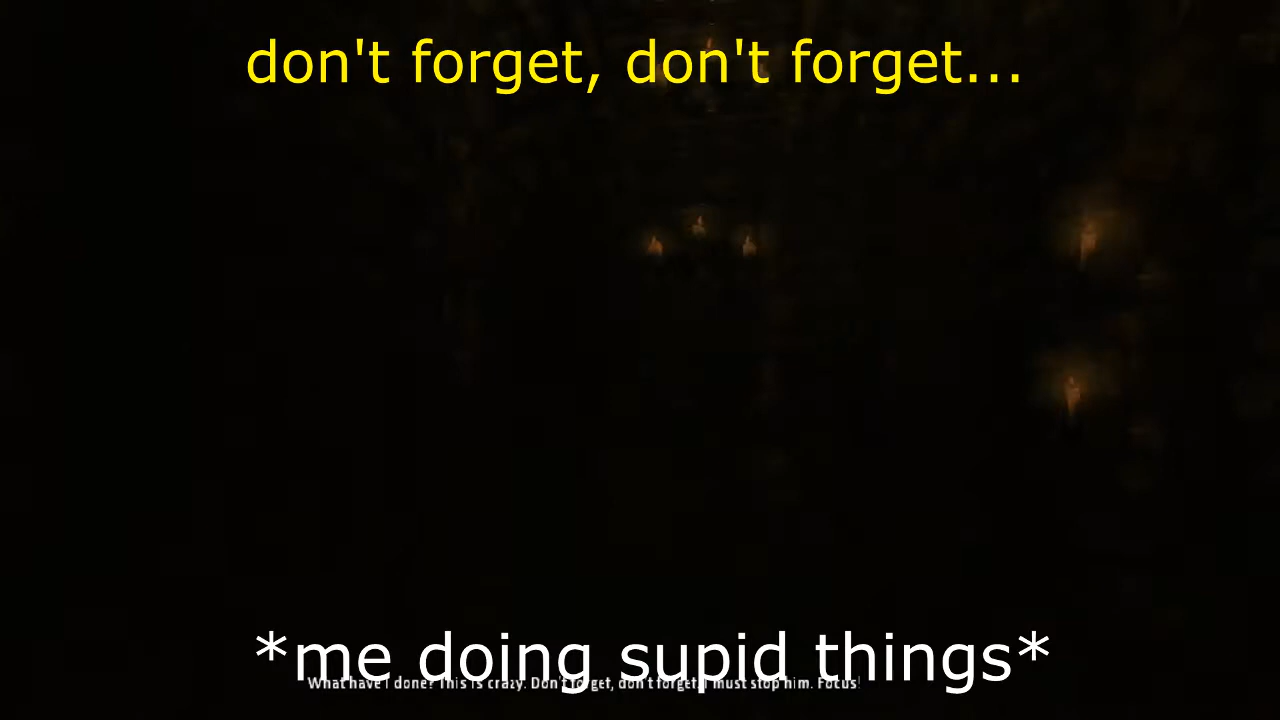 don't forget, don't forget...
*me doing supid things*
What have I done? This is crazy. Don't forget, don't forget. I must stop him. Focus!